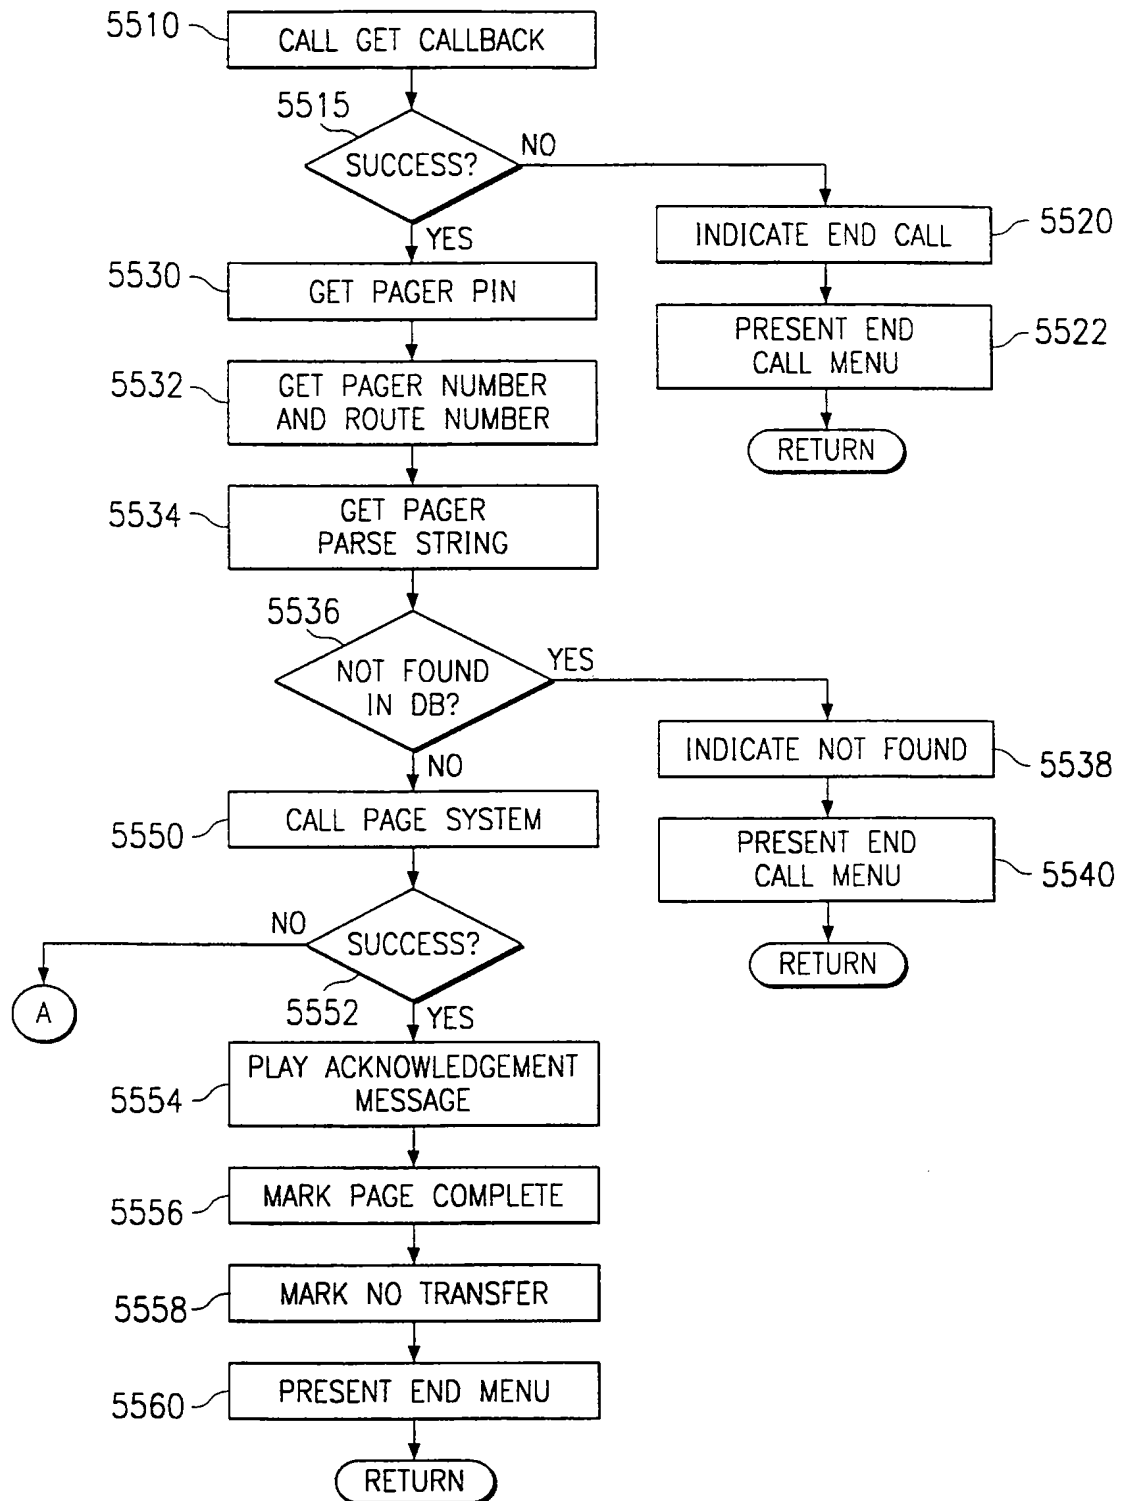 5510
CALL GET CALLBACK
5515
SUCCESS?
NO
YES
INDICATE END CALL
5520
5530
GET PAGER PIN
PRESENT END
CALL MENU
5522
5532
GET PAGER NUMBER
AND ROUTE NUMBER
RETURN
5534
GET PAGER
PARSE STRING
5536
NOT FOUND
IN DB?
YES
NO
INDICATE NOT FOUND
5538
5550
CALL PAGE SYSTEM
PRESENT END
CALL MENU
5540
NO
SUCCESS?
RETURN
A
5552
YES
5554
PLAY ACKNOWLEDGEMENT
MESSAGE
5556
MARK PAGE COMPLETE
5558
MARK NO TRANSFER
5560
PRESENT END MENU
RETURN